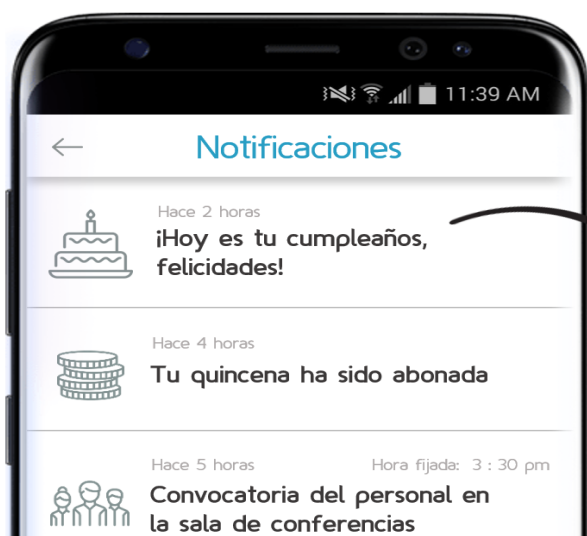 11:39 AM
Notificaciones
Hace 2 horas
¡Hoy es tu cumpleaños,
felicidades!
Hace 4 horas
Tu quincena ha sido abonada
Hace 5 horas Hora fijada: 3 : 30 pm
Convocatoria del personal en
la sala de conferencias